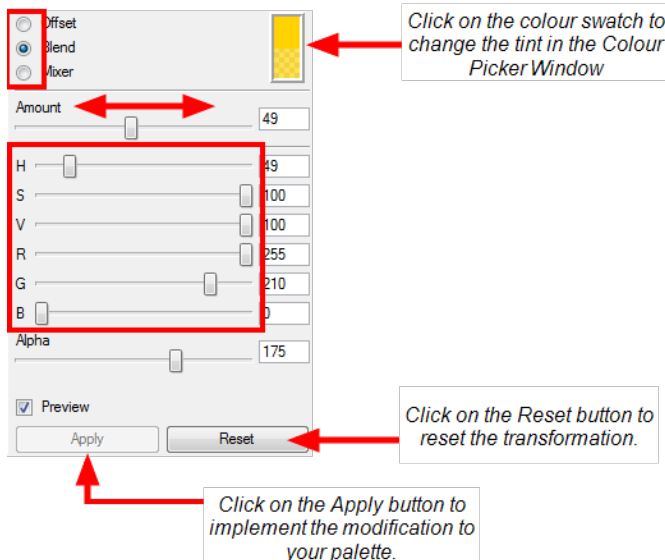 Offset
Blend
Mixer
Click on the colour swatch to
change the tint in the Colour
Picker Window
Amount
49
H 49
S 100
V 100
R 255
G 210
B 0
Alpha
175
Preview
Apply Reset
Click on the Reset button to
reset the transformation.
Click on the Apply button to
implement the modification to
your palette.